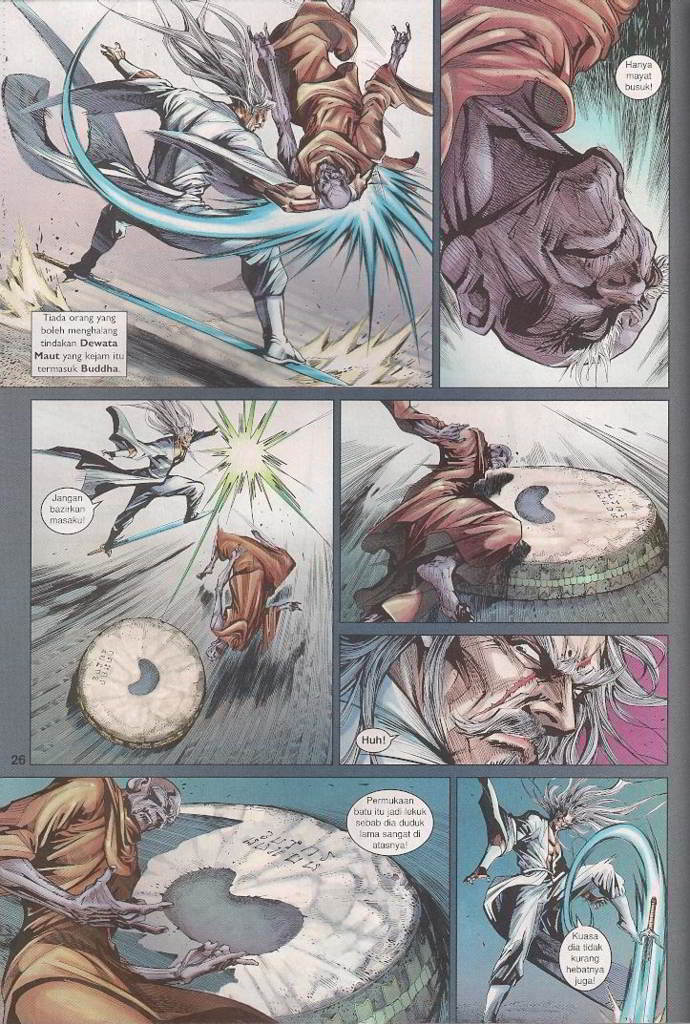 Tiada orang yang
boleh menghalang
tindakan Dewata
Maut yang kejam itu
termasuk Buddha.
Hanya
mayat
busuk!
Jangan
bazirkan
masaku!
Huh!
26
Permukaan
batu itu jadi lekuk
sebab dia duduk
lama sangat di
atasnya!
Kuasa
dia tidak
kurang
hebatnya
juga!